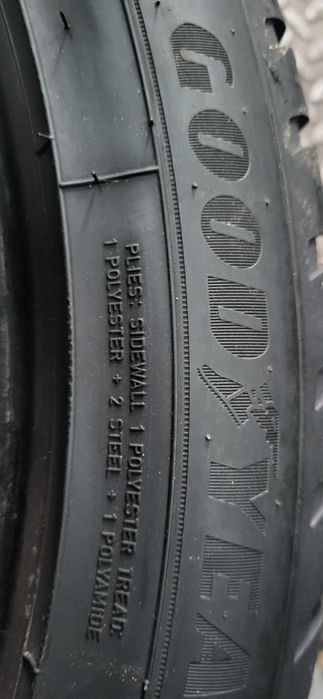 GOODYEA
PLIES: SIDEWALL 1 POLYESTER TREAD:
1 POLYESTER + 2 STEEL + 1 POLYAMIDE